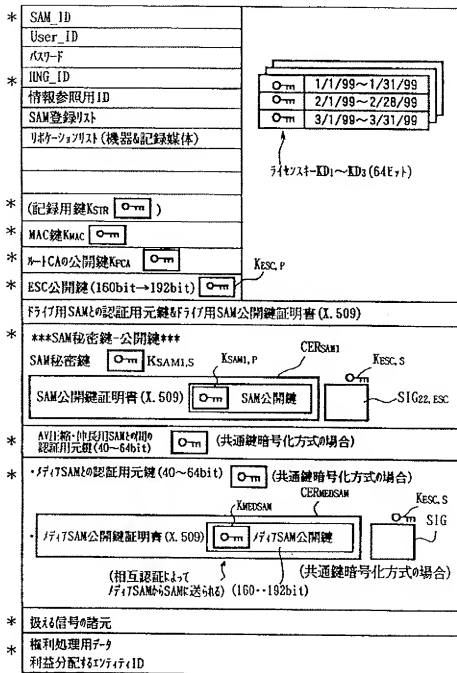 * SAM_ID
User_ID
パスワード
* HNG_ID
情報参照用ID
SAM登録リスト
リボケーションリスト(機器&記録媒体)
1/1/99~1/31/99
2/1/99~2/28/99
3/1/99~3/31/99
ライセンスキーKD1~KD3(64ビット)
* (記録用鍵KSTR )
* MAC鍵KMAC
* ルートCAの公開鍵KPCA
* ESC公開鍵(160bit→192bit)
KESC, P
ドライブ用SAMとの認証用元鍵&ドライブ用SAM公開鍵証明書(X.509)
* ***SAM秘密鍵-公開鍵***
SAM秘密鍵 KSAM1,S
KSAM1,P
CERSAM1
KESC,S
SAM公開鍵証明書(X.509) SAM公開鍵
SIG22,ESC
* AV圧縮・伸長用SAMとの間の
認証用元鍵(40~64bit) (共通鍵暗号化方式の場合)
* ・メディアSAMとの認証用元鍵(40~64bit) (共通鍵暗号化方式の場合)
KMEDSAM
CERMEDSAM
KESC,S
SIG
・メディアSAM公開鍵証明書(X.509) メディアSAM公開鍵
(相互認証によって
メディアSAMからSAMに送られる) (160··192bit)
(共通鍵暗号化方式の場合)
* 扱える信号の諸元
* 権利処理用データ
利益分配するエンティティID